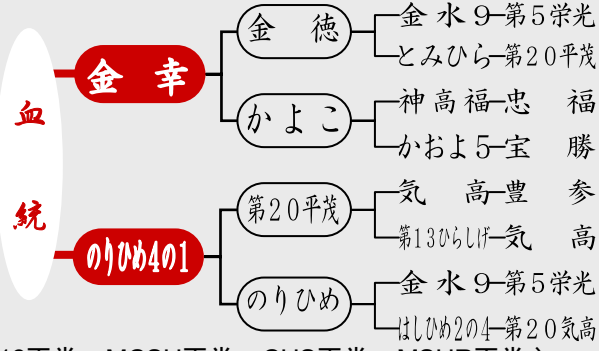 血統
金幸
金徳
金水9 第5栄光
とみひら 第20平茂
かよこ
神高福 忠福
かおよ5 宝勝
のりひめ4の1
第20平茂
気高 豊参
第13ひらしげ 気高
のりひめ
金水9 第5栄光
はしひめ2の4 第20気高